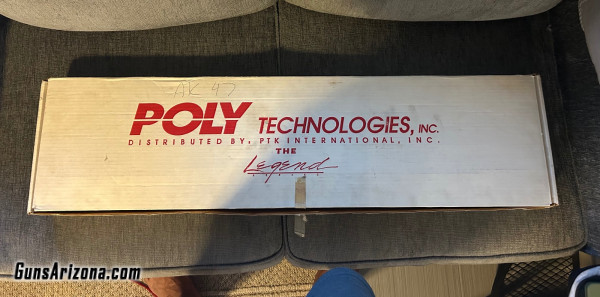 AK 47
POLY TECHNOLOGIES, INC.
DISTRIBUTED BY, PTK INTERNATIONAL, INC.
THE
Legend
GunsArizona.com